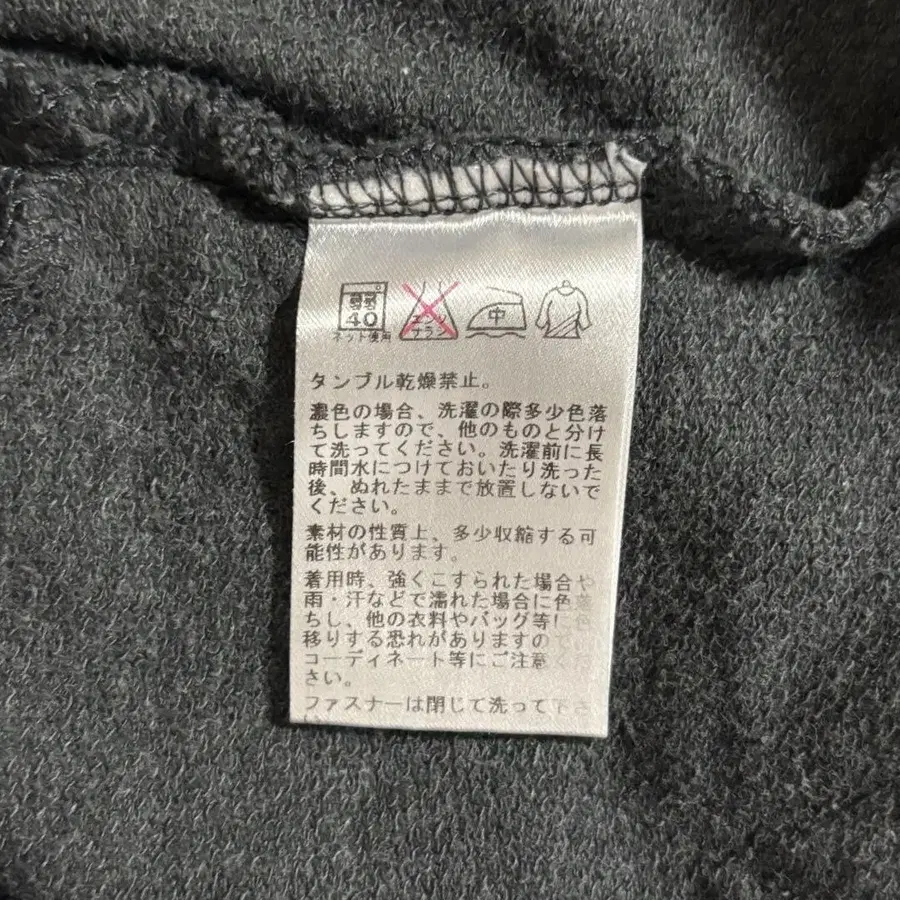 40
ネット使用
エンソ
サラシ
中
タンブル乾燥禁止。
濃色の場合、洗濯の際多少色落
ちしますので、他のものと分け
て洗ってください。洗濯前に長
時間水につけておいたり洗った
後、ぬれたままで放置しないで
ください。
素材の性質上、多少収縮する可
能性があります。
着用時、強くこすられた場合や
雨・汗などで濡れた場合に色落
ちし、他の衣料やバッグ等に色
移りする恐れがありますので
コーディネート等にご注意くだ
さい。
ファスナーは閉じて洗って下さ
い